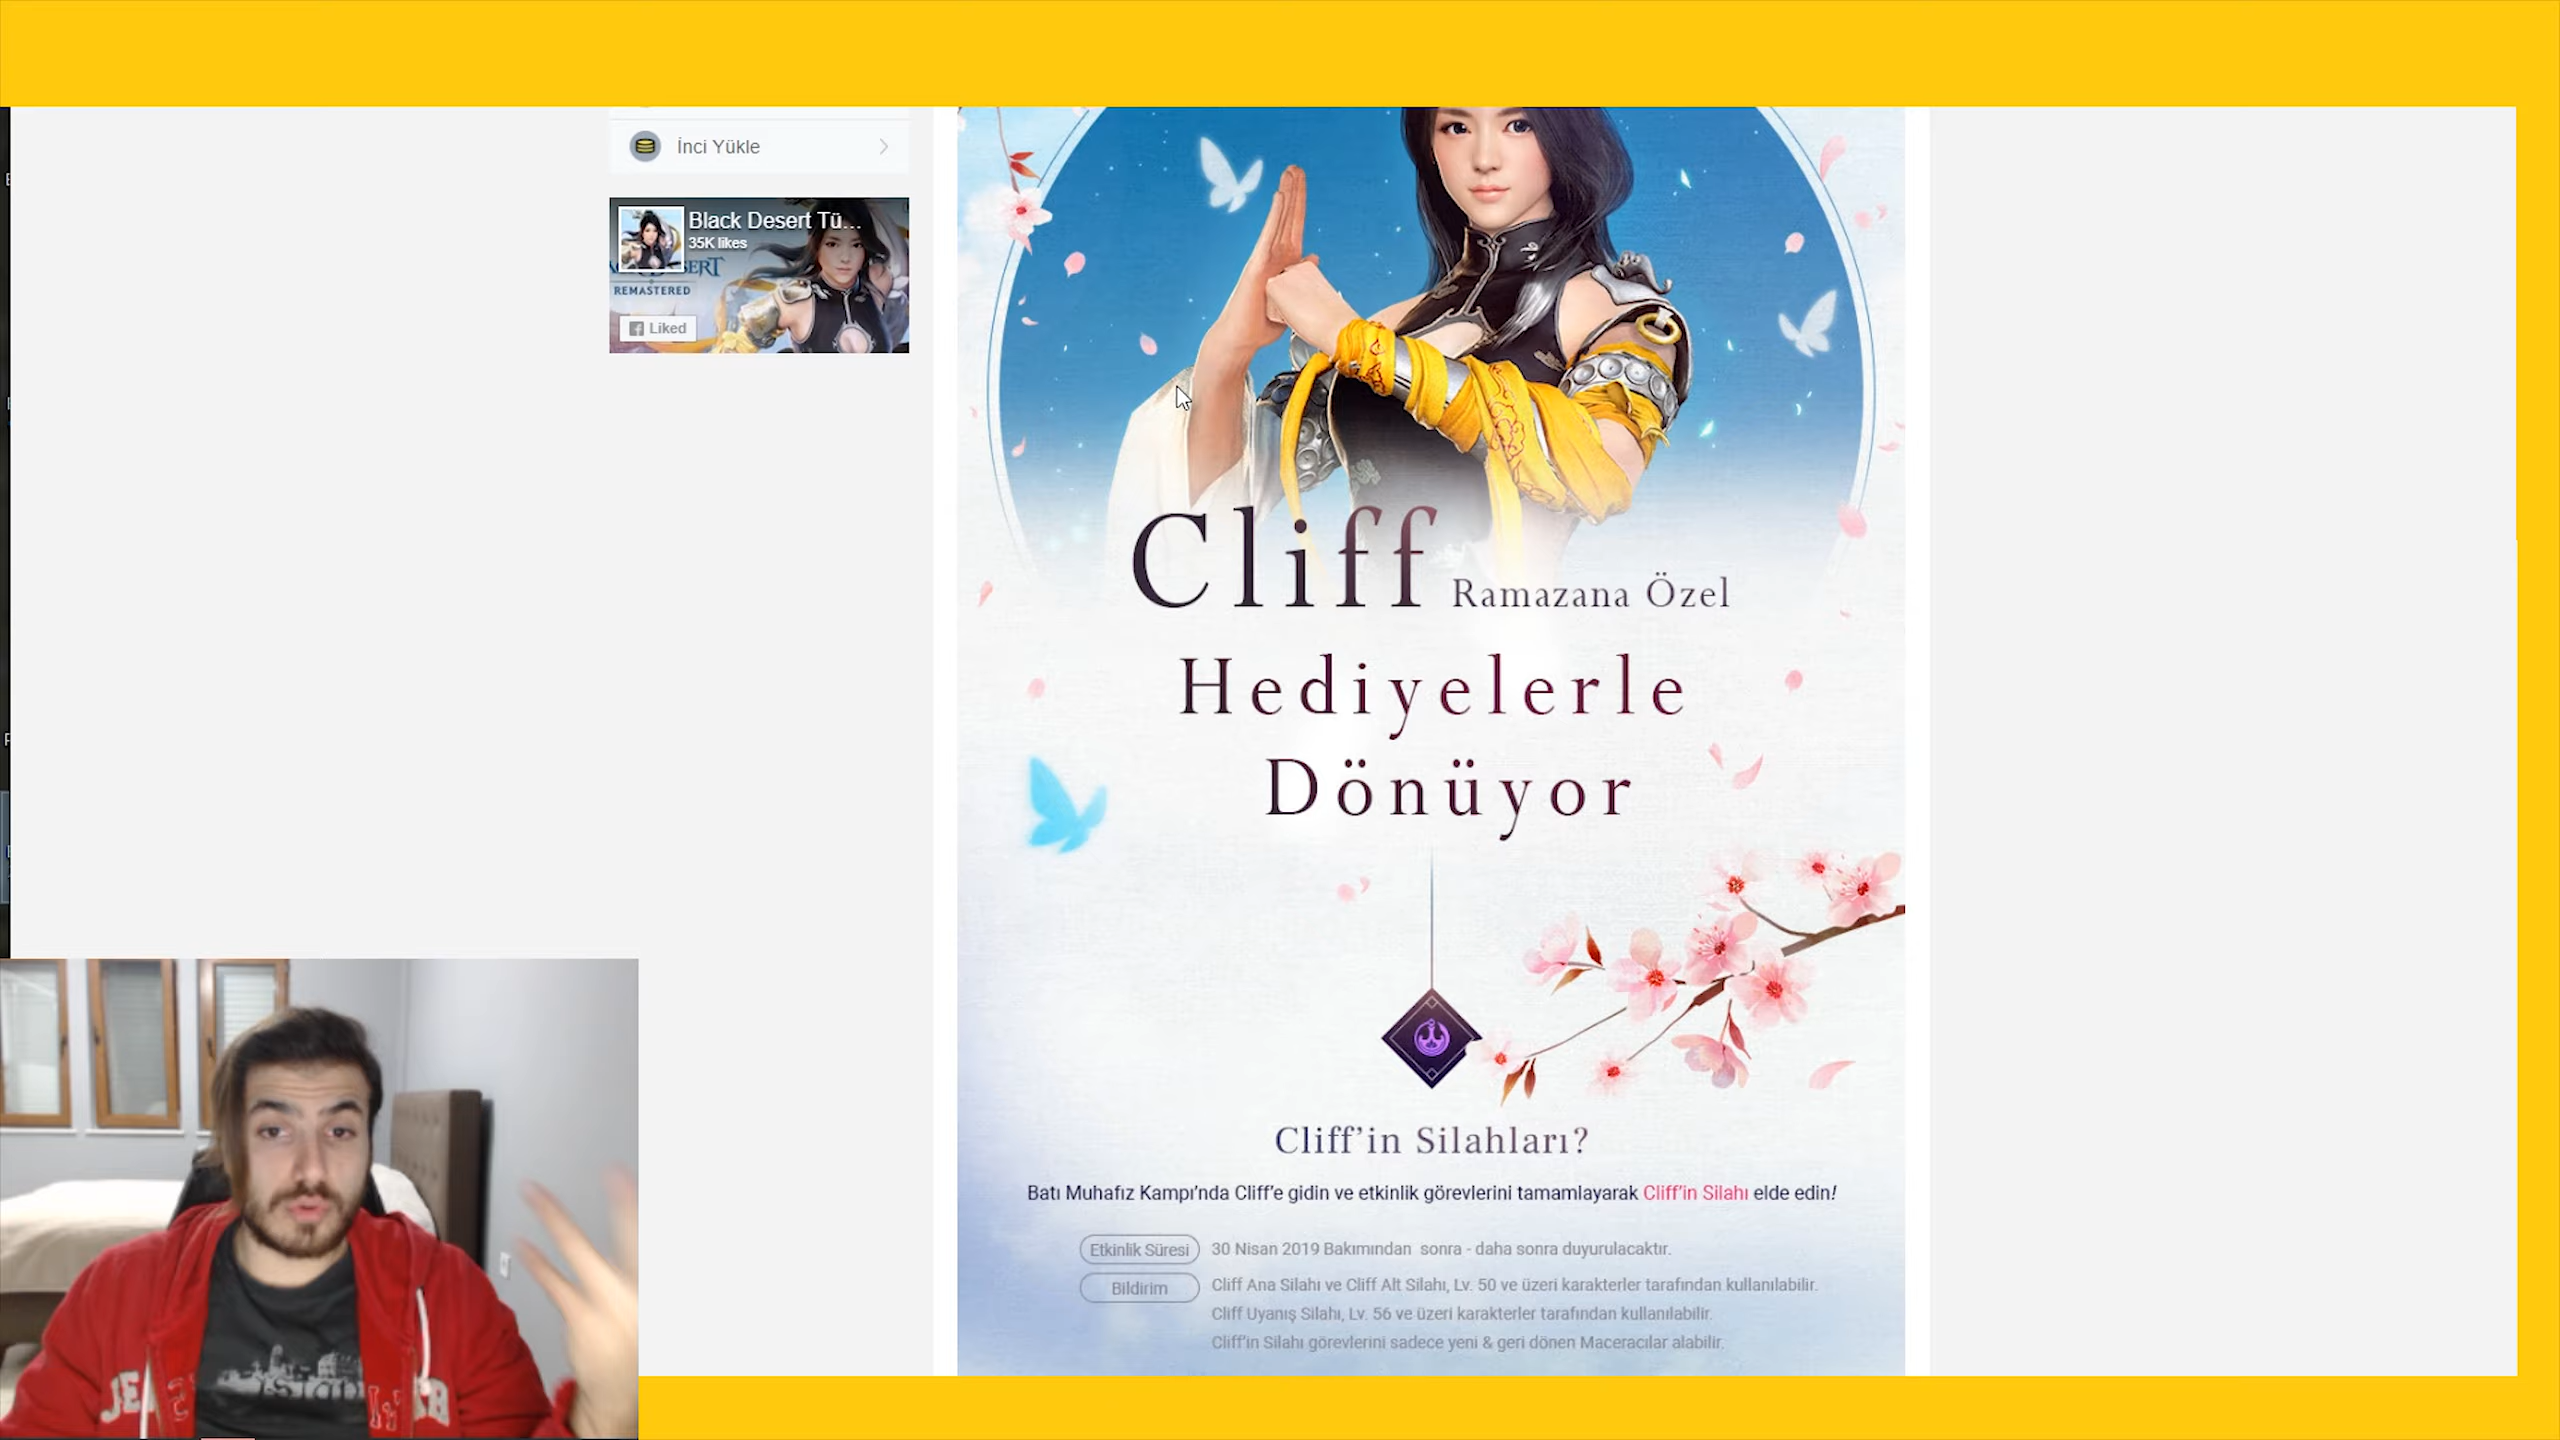 İnci Yükle
Black Desert Tü...
35K likes
SERT
REMASTERED
Liked
Cliff Ramazana Özel
Hediyelerle
Dönüyor
Cliff'in Silahları?
Batı Muhafız Kampı'nda Cliff'e gidin ve etkinlik görevlerini tamamlayarak Cliff'in Silahı elde edin!
Etkinlik Süresi 30 Nisan 2019 Bakımından sonra - daha sonra duyurulacaktır.
Bildirim Cliff Ana Silahı ve Cliff Alt Silahı, Lv. 50 ve üzeri karakterler tarafından kullanılabilir.
Cliff Uyanış Silahı, Lv. 56 ve üzeri karakterler tarafından kullanılabilir.
Cliff'in Silahı görevlerini sadece yeni & geri dönen Maceracılar alabilir.